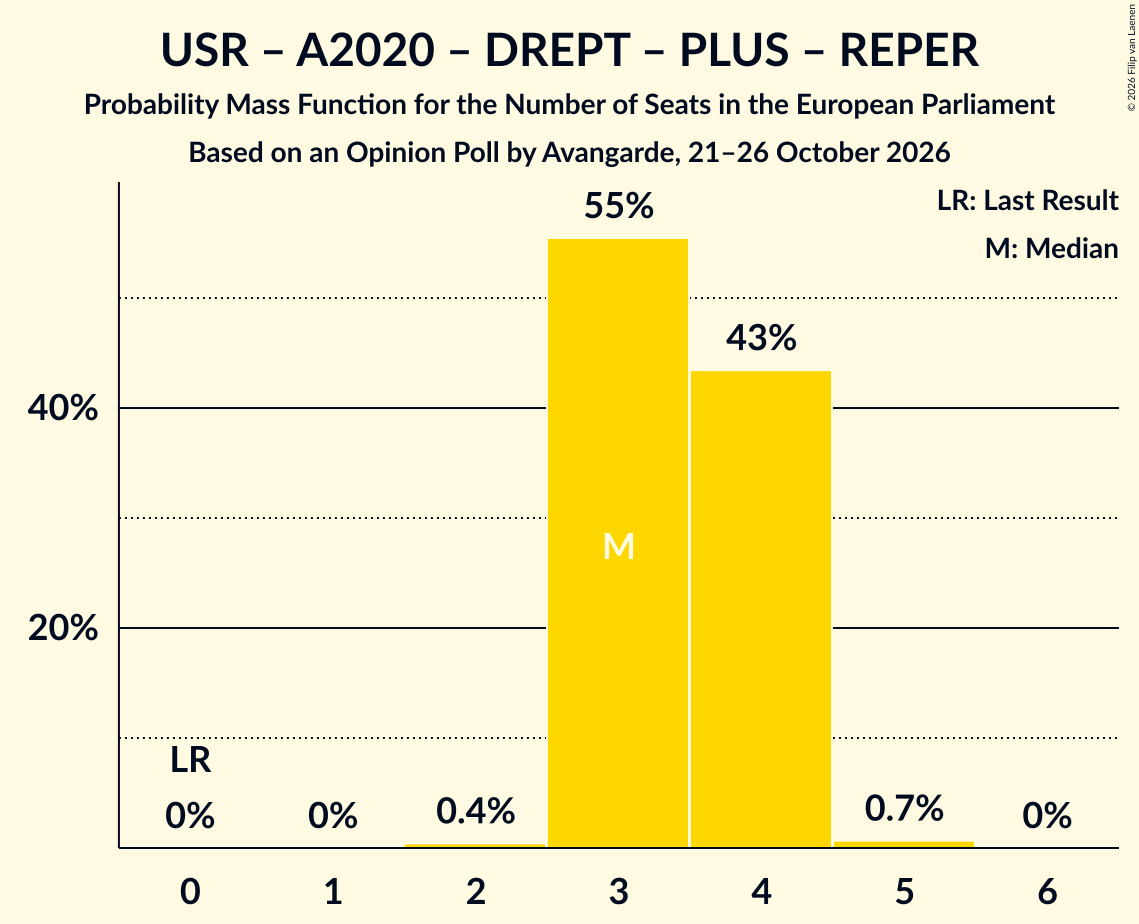 USR – A2020 – DREPT – PLUS – REPER
Probability Mass Function for the Number of Seats in the European Parliament
Based on an Opinion Poll by Avangarde, 21–26 October 2026
© 2026 Filip van Laenen
LR: Last Result
M: Median
55%
43%
40%
M
20%
LR
0%
0%
0.4%
0.7%
0%
0
1
2
3
4
5
6